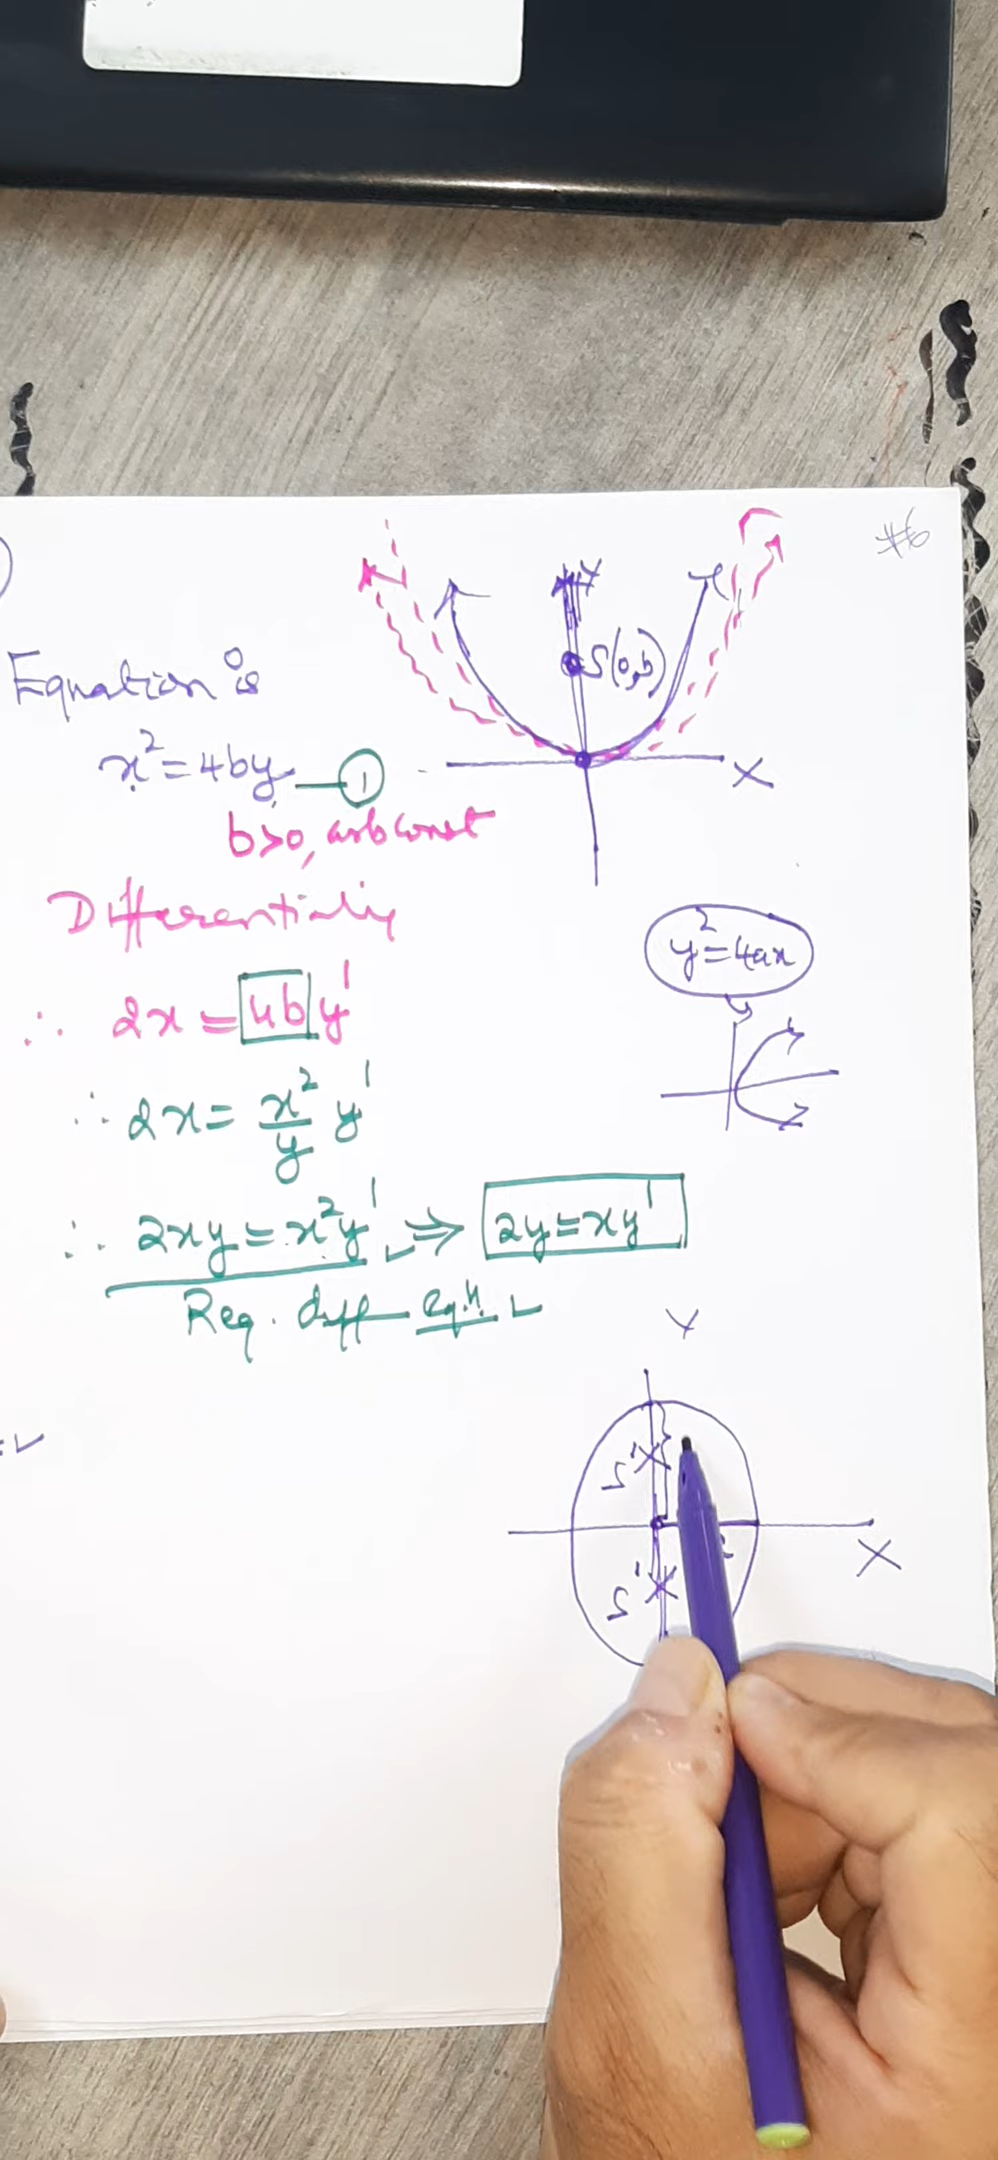 #6
Y
S(0,b)
X
Equation is
x² = 4by — ①
b>0, arb const
Differentiating
y² = 4ax
∴ 2x = 4b y'
∴ 2x = x²/y y'
∴ 2xy = x²y' ⇒ 2y = xy'
Req. diff eqn.
Y
S'
X
S'